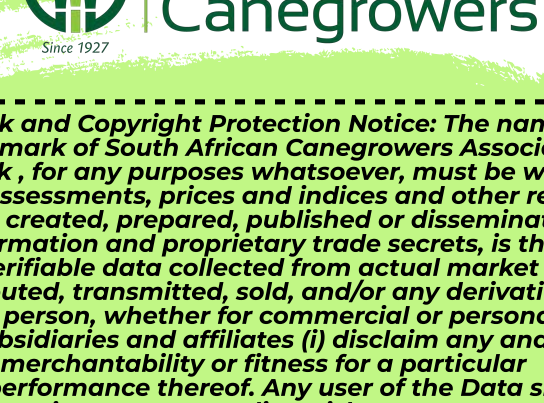 Canegrowers
Since 1927
k and Copyright Protection Notice: The nam
mark of South African Canegrowers Associa
k , for any purposes whatsoever, must be w
ssessments, prices and indices and other re
created, prepared, published or disseminat
rmation and proprietary trade secrets, is th
erifiable data collected from actual market
uted, transmitted, sold, and/or any derivati
person, whether for commercial or persona
bsidiaries and affiliates (i) disclaim any and
merchantability or fitness for a particular
performance thereof. Any user of the Data s